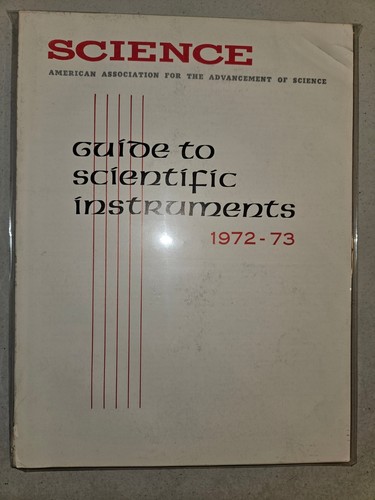 SCIENCE
AMERICAN ASSOCIATION FOR THE ADVANCEMENT OF SCIENCE
Guide to
scientific
instruments
1972-73